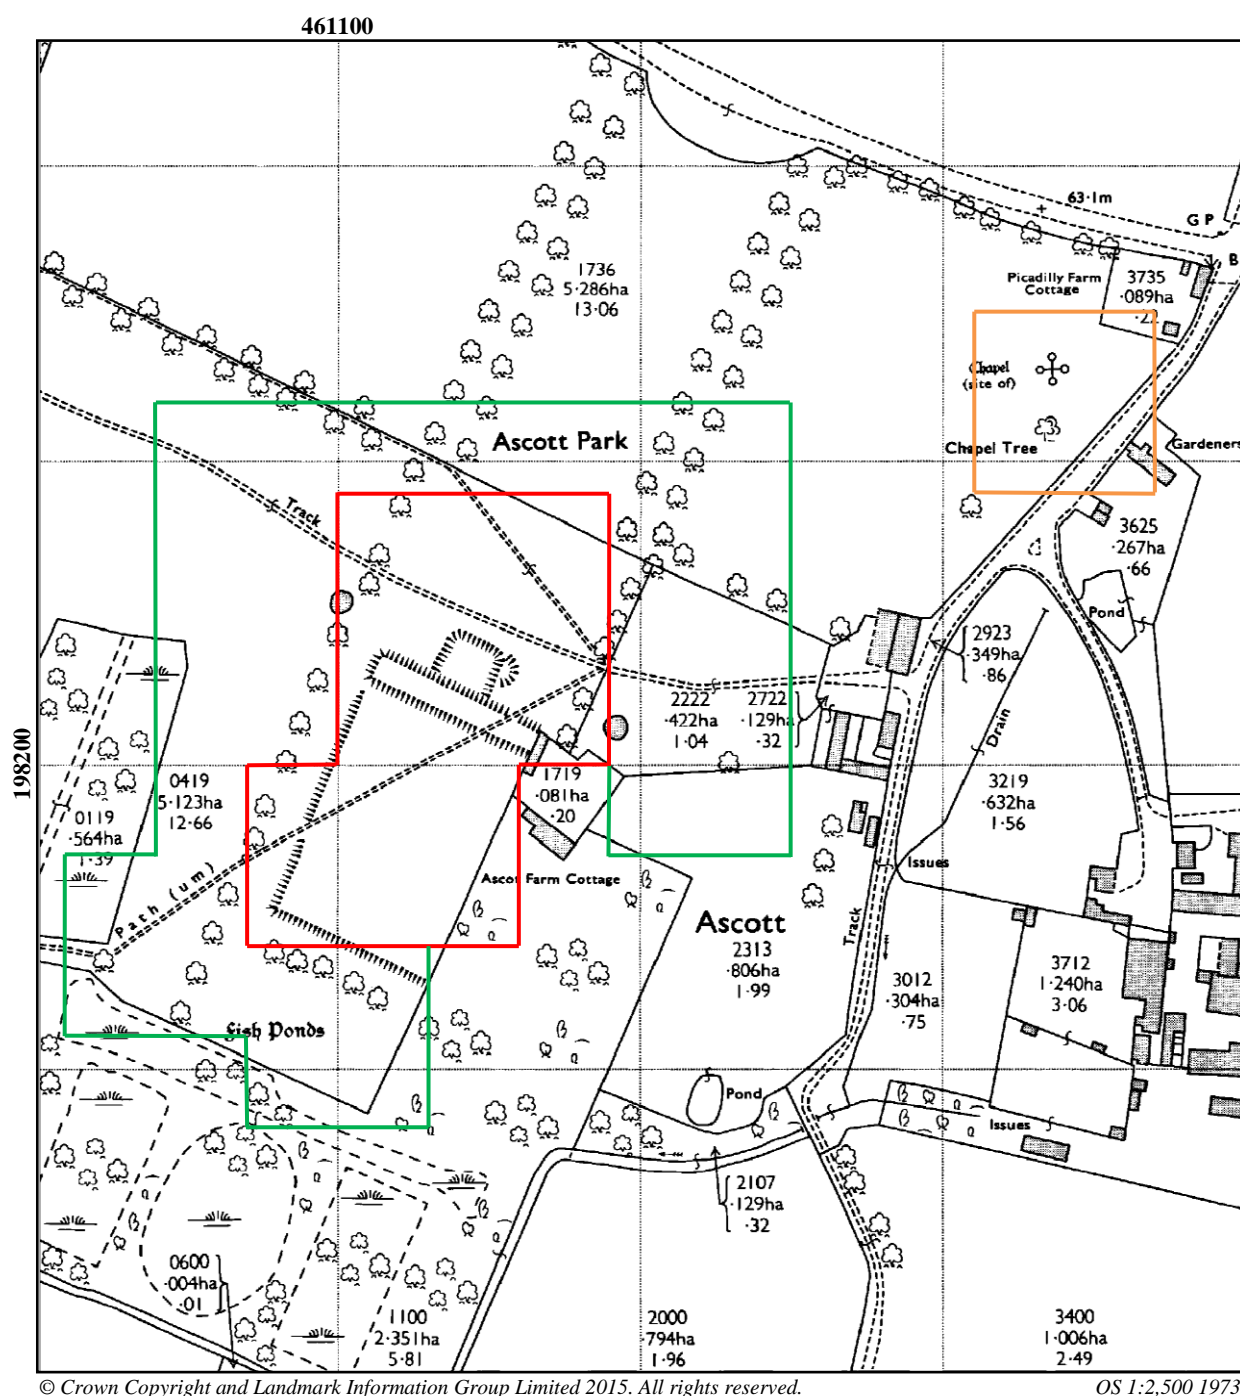 461100
63·1m
G P
B
1736
5·286ha
13·06
Picadilly Farm
Cottage
3735
·089ha
·22
Chapel
(site of)
Ascott Park
Chapel Tree
Gardeners
Track
3625
·267ha
·66
Pond
2923
·349ha
·86
2222
·422ha
1·04
2722
·129ha
·32
Drain
198200
0419
5·123ha
12·66
1719
·081ha
·20
3219
·632ha
1·56
0119
·564ha
1·39
Issues
Path (um)
Ascot Farm Cottage
Ascott
2313
·806ha
1·99
Track
3012
·304ha
·75
3712
1·240ha
3·06
Fish Ponds
Pond
Issues
2107
·129ha
·32
0600
·004ha
·01
1100
2·351ha
5·81
2000
·794ha
1·96
3400
1·006ha
2·49
© Crown Copyright and Landmark Information Group Limited 2015. All rights reserved.
OS 1:2,500 1973